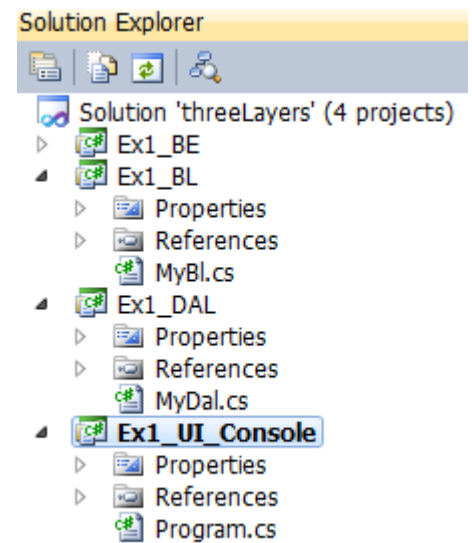 Solution Explorer
Solution 'threeLayers' (4 projects)
C# Ex1_BE
C# Ex1_BL
Properties
References
C# MyBl.cs
C# Ex1_DAL
Properties
References
C# MyDal.cs
C# Ex1_UI_Console
Properties
References
C# Program.cs